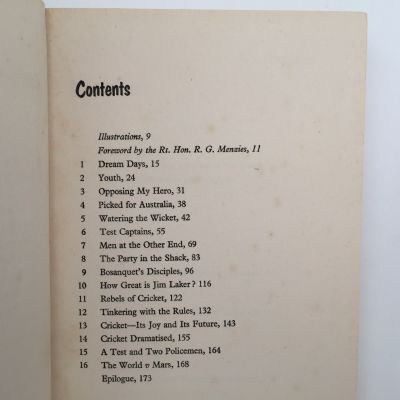 Contents
Illustrations, 9
Foreword by the Rt. Hon. R. G. Menzies, 11
1 Dream Days, 15
2 Youth, 24
3 Opposing My Hero, 31
4 Picked for Australia, 38
5 Watering the Wicket, 42
6 Test Captains, 55
7 Men at the Other End, 69
8 The Party in the Shack, 83
9 Bosanquet's Disciples, 96
10 How Great is Jim Laker? 116
11 Rebels of Cricket, 122
12 Tinkering with the Rules, 132
13 Cricket—Its Joy and Its Future, 143
14 Cricket Dramatised, 155
15 A Test and Two Policemen, 164
16 The World v Mars, 168
Epilogue, 173